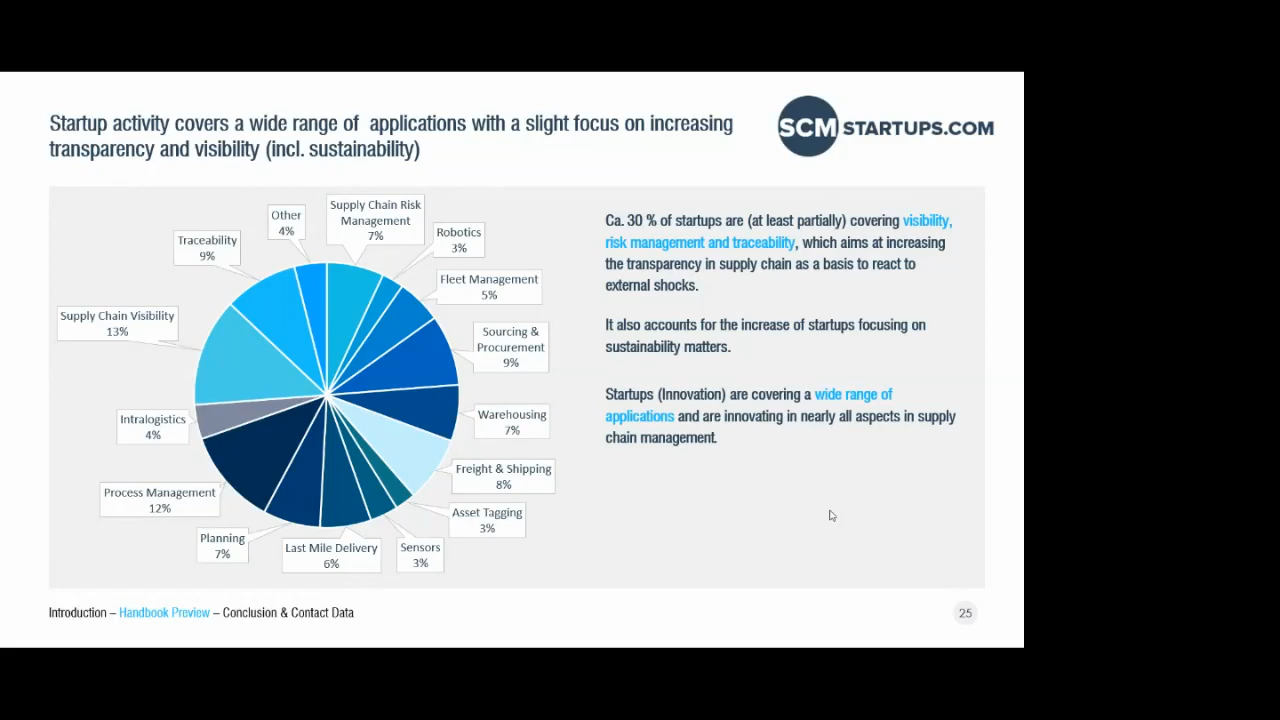 Startup activity covers a wide range of applications with a slight focus on increasing
transparency and visibility (incl. sustainability)
SCM STARTUPS.COM
Supply Chain Risk
Management
7%
Other
4%
Robotics
3%
Traceability
9%
Fleet Management
5%
Supply Chain Visibility
13%
Sourcing &
Procurement
9%
Intralogistics
4%
Warehousing
7%
Freight & Shipping
8%
Process Management
12%
Asset Tagging
3%
Planning
7%
Last Mile Delivery
6%
Sensors
3%
Ca. 30 % of startups are (at least partially) covering visibility,
risk management and traceability, which aims at increasing
the transparency in supply chain as a basis to react to
external shocks.
It also accounts for the increase of startups focusing on
sustainability matters.
Startups (Innovation) are covering a wide range of
applications and are innovating in nearly all aspects in supply
chain management.
Introduction – Handbook Preview – Conclusion & Contact Data
25